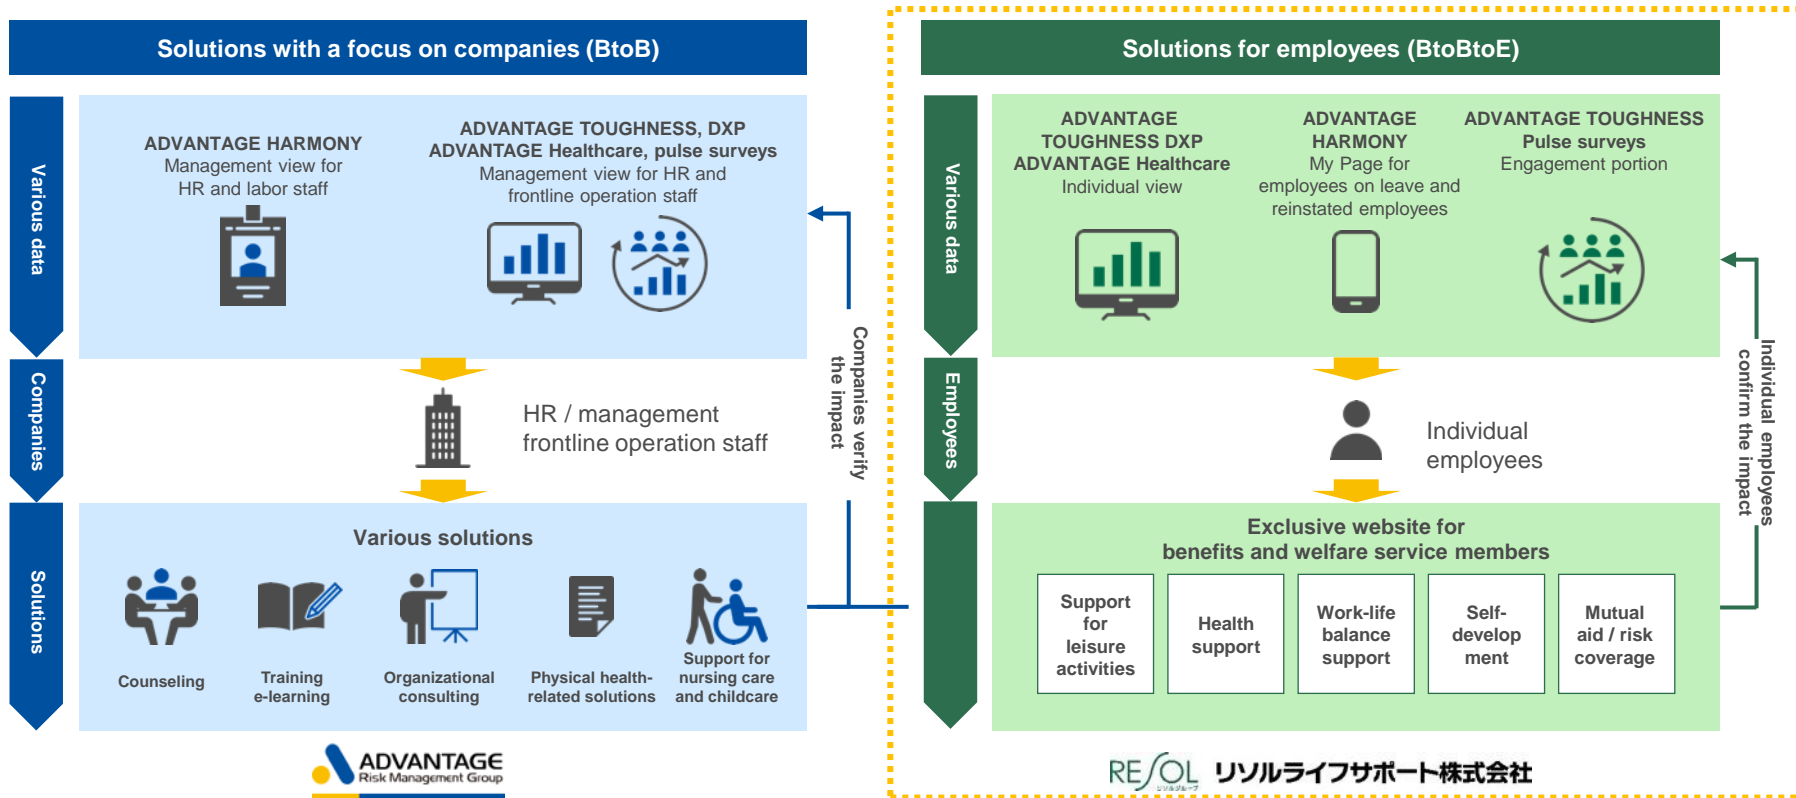 Solutions with a focus on companies (BtoB)
Various data
ADVANTAGE HARMONY
Management view for
HR and labor staff
ADVANTAGE TOUGHNESS, DXP
ADVANTAGE Healthcare, pulse surveys
Management view for HR and
frontline operation staff
Companies
HR / management
frontline operation staff
Companies verify
the impact
Solutions
Various solutions
Counseling
Training
e-learning
Organizational
consulting
Physical health-
related solutions
Support for
nursing care
and childcare
ADVANTAGE
Risk Management Group
Solutions for employees (BtoBtoE)
Various data
ADVANTAGE
TOUGHNESS DXP
ADVANTAGE Healthcare
Individual view
ADVANTAGE
HARMONY
My Page for
employees on leave and
reinstated employees
ADVANTAGE TOUGHNESS
Pulse surveys
Engagement portion
Employees
Individual
employees
Individual employees
confirm the impact
Exclusive website for
benefits and welfare service members
Support
for
leisure
activities
Health
support
Work-life
balance
support
Self-
develop
ment
Mutual
aid / risk
coverage
RESOL
リソルグループ
リソルライフサポート株式会社